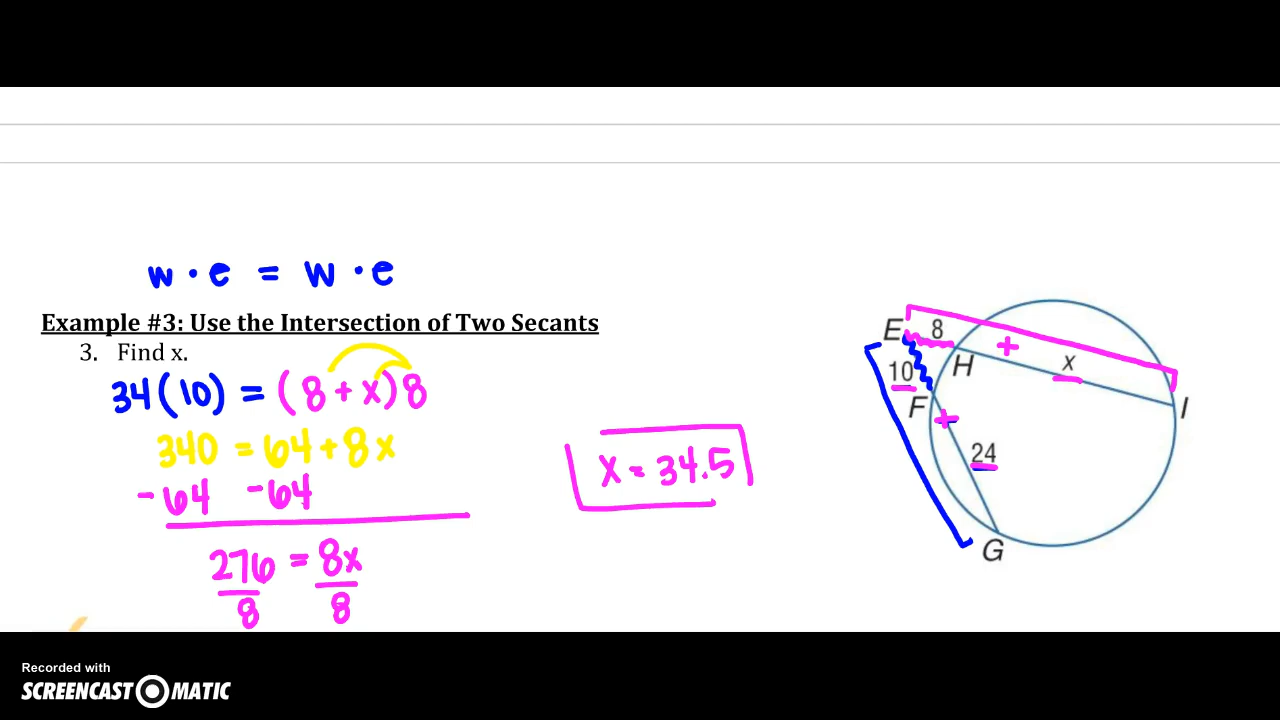 w · e = w · e
Example #3: Use the Intersection of Two Secants
3. Find x.
34(10) = (8 + x)8
340 = 64 + 8x
-64 -64
276 = 8x
8 8
x = 34.5
E 8
+
x
10 H
F I
+
24
G
Recorded with
SCREENCAST O MATIC